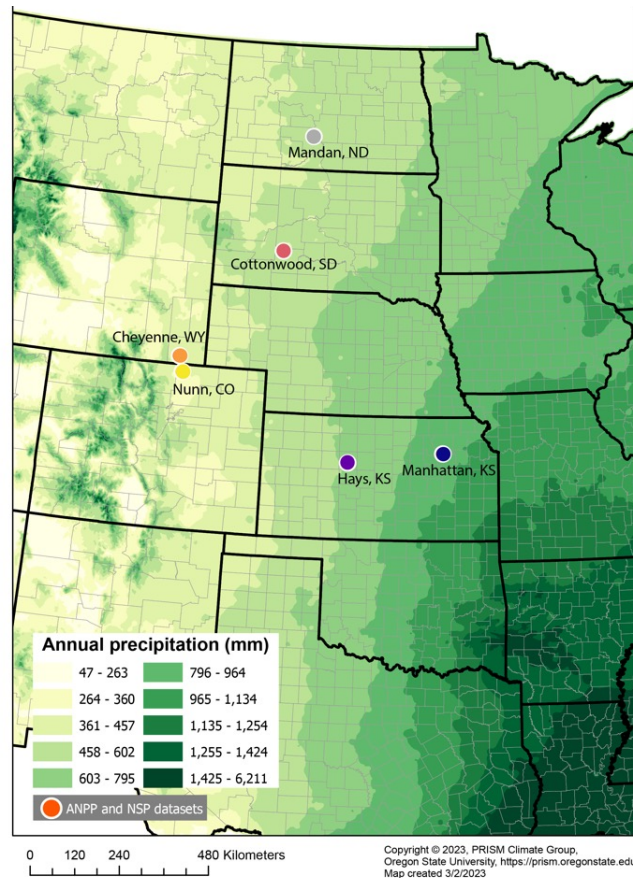 Mandan, ND
Cottonwood, SD
Cheyenne, WY
Nunn, CO
Hays, KS
Manhattan, KS
Annual precipitation (mm)
47 - 263
264 - 360
361 - 457
458 - 602
603 - 795
796 - 964
965 - 1,134
1,135 - 1,254
1,255 - 1,424
1,425 - 6,211
ANPP and NSP datasets
0 120 240 480 Kilometers
Copyright © 2023, PRISM Climate Group,
Oregon State University, https://prism.oregonstate.edu
Map created 3/2/2023